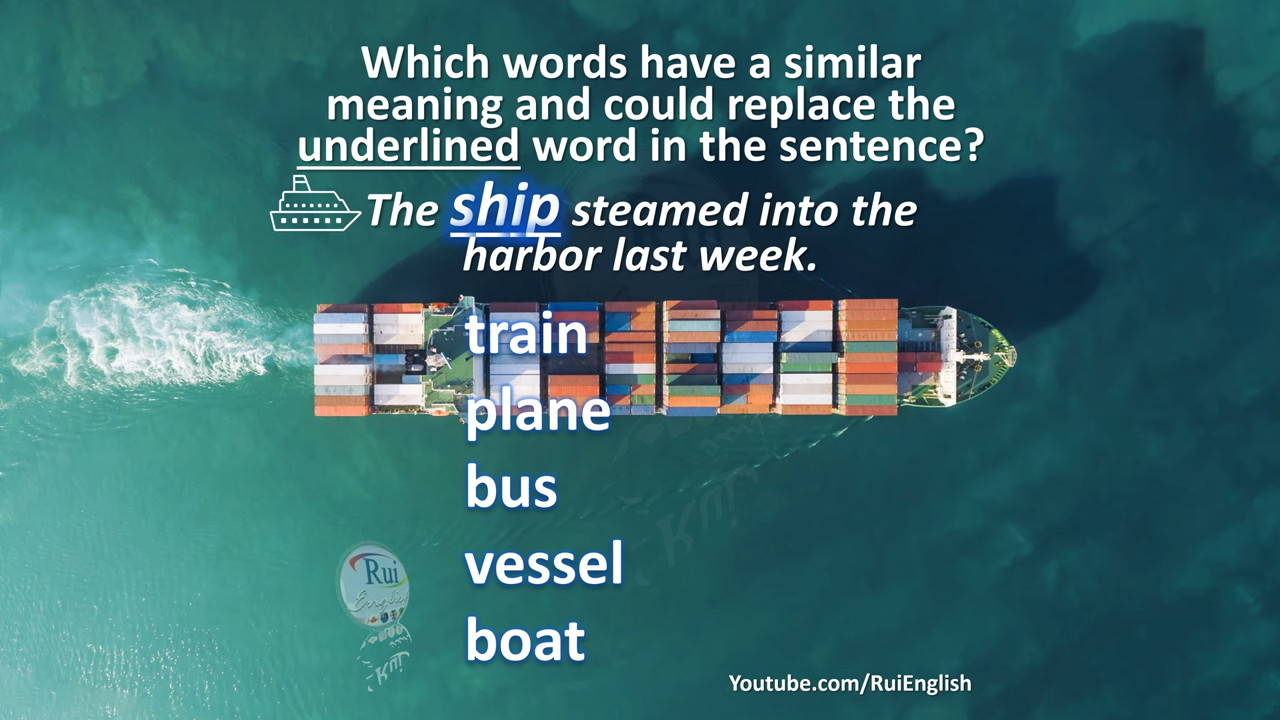 Which words have a similar
meaning and could replace the
underlined word in the sentence?
The ship steamed into the
harbor last week.
train
plane
bus
vessel
boat
Rui
English
Youtube.com/RuiEnglish